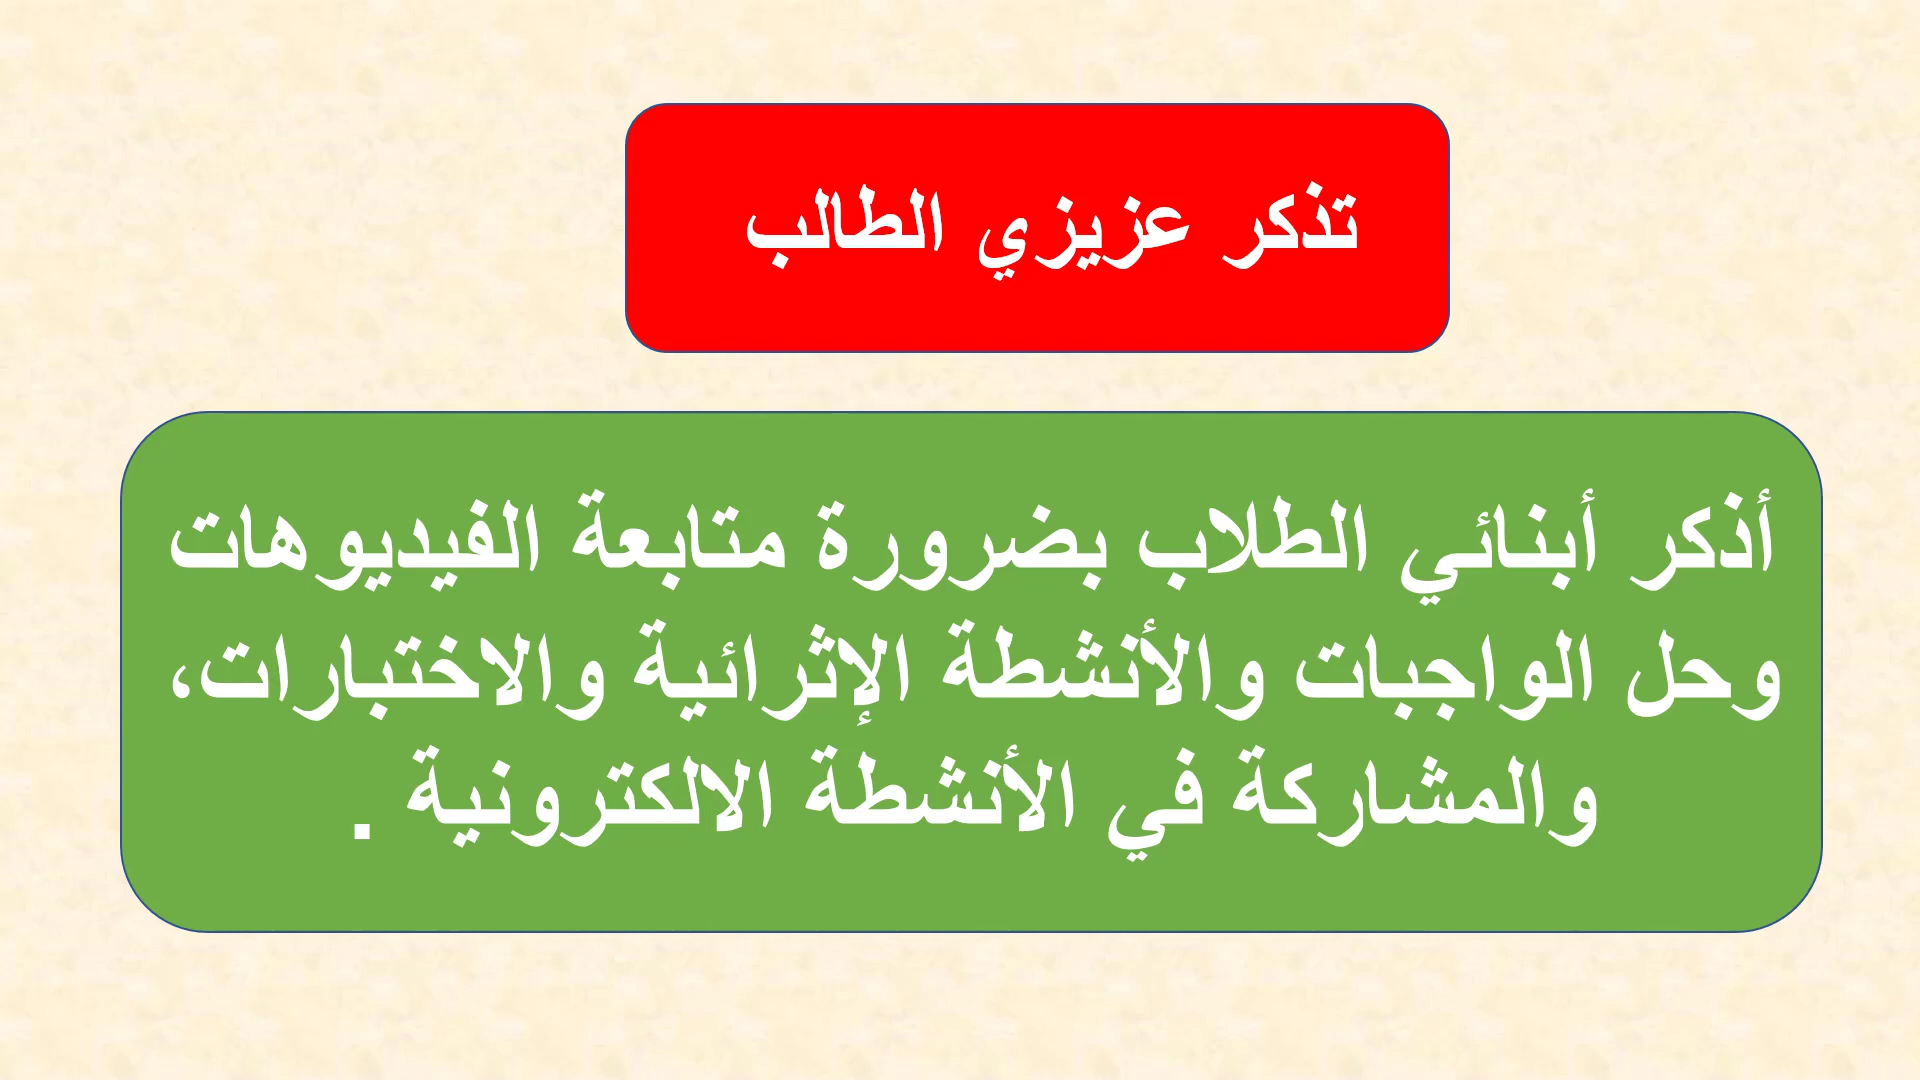 تذكر عزيزي الطالب
أذكر أبنائي الطلاب بضرورة متابعة الفيديوهات
وحل الواجبات والأنشطة الإثرائية والاختبارات،
والمشاركة في الأنشطة الالكترونية .